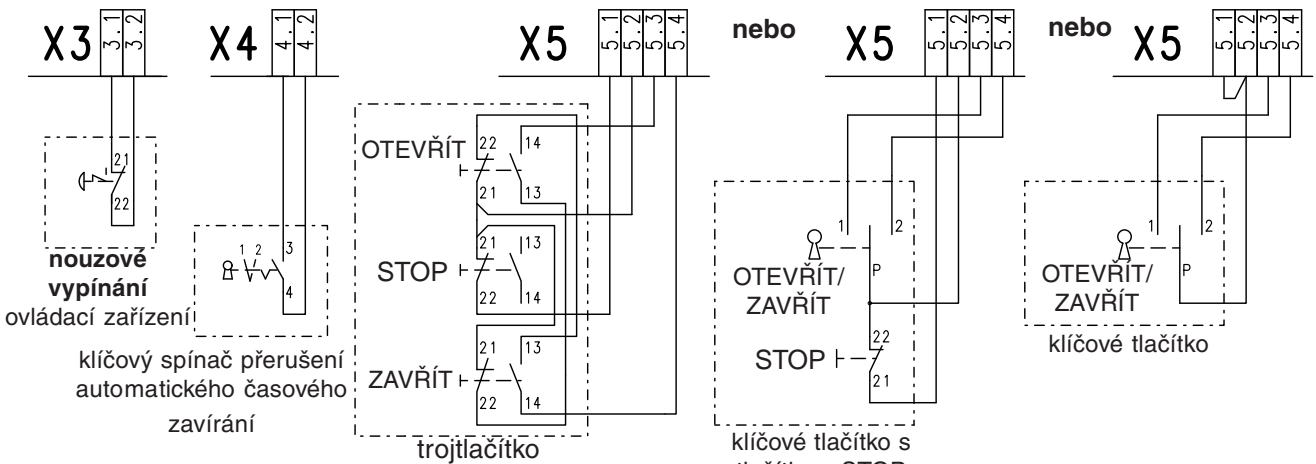 X3
3.1
3.2
21
22
nouzové
vypínání
ovládací zařízení
X4
4.1
4.2
1 2 3
4
klíčový spínač přerušení
automatického časového
zavírání
X5
5.1
5.2
5.3
5.4
OTEVŘÍT
22 14
21 13
STOP
21 13
22 14
ZAVŘÍT
21 13
22 14
trojtlačítko
nebo
X5
5.1
5.2
5.3
5.4
1 2
OTEVŘÍT/
ZAVŘÍT
P
STOP
22
21
klíčové tlačítko s
nebo
X5
5.1
5.2
5.3
5.4
1 2
OTEVŘÍT/
ZAVŘÍT
P
klíčové tlačítko